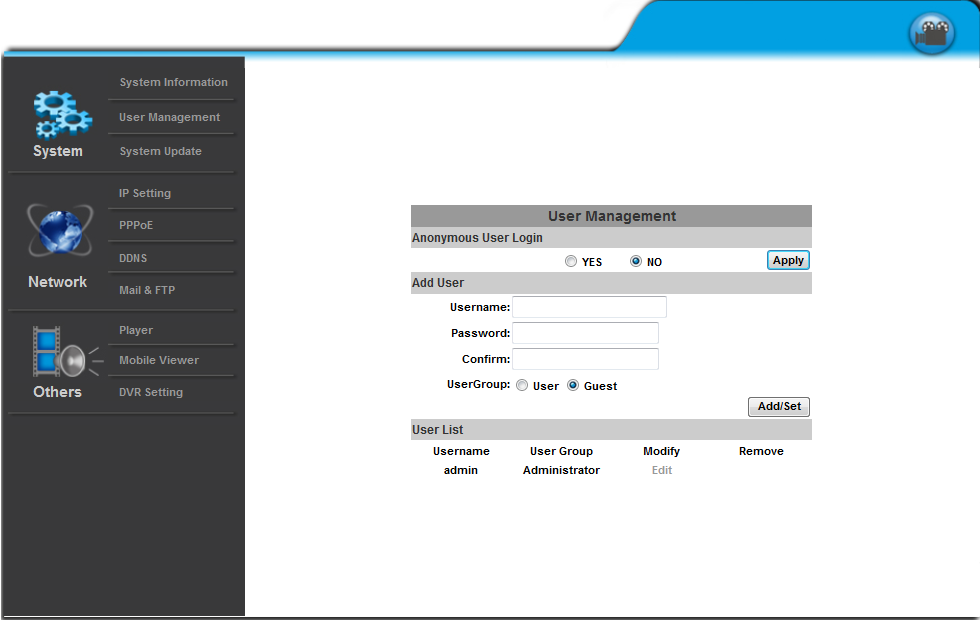 System Information
User Management
System Update
System
IP Setting
PPPoE
DDNS
Mail & FTP
Network
Player
Mobile Viewer
DVR Setting
Others
User Management
Anonymous User Login
YES NO Apply
Add User
Username:
Password:
Confirm:
UserGroup: User Guest
Add/Set
User List
Username User Group Modify Remove
admin Administrator Edit